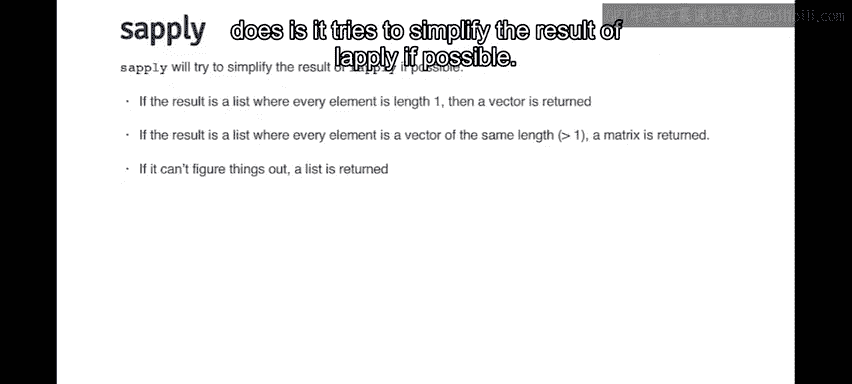 sapply
does is it tries to simplify the result of
lapply if possible.
sapply will try to simplify the result of lapply if possible.
· If the result is a list where every element is length 1, then a vector is returned
· If the result is a list where every element is a vector of the same length (> 1), a matrix is returned.
· If it can't figure things out, a list is returned